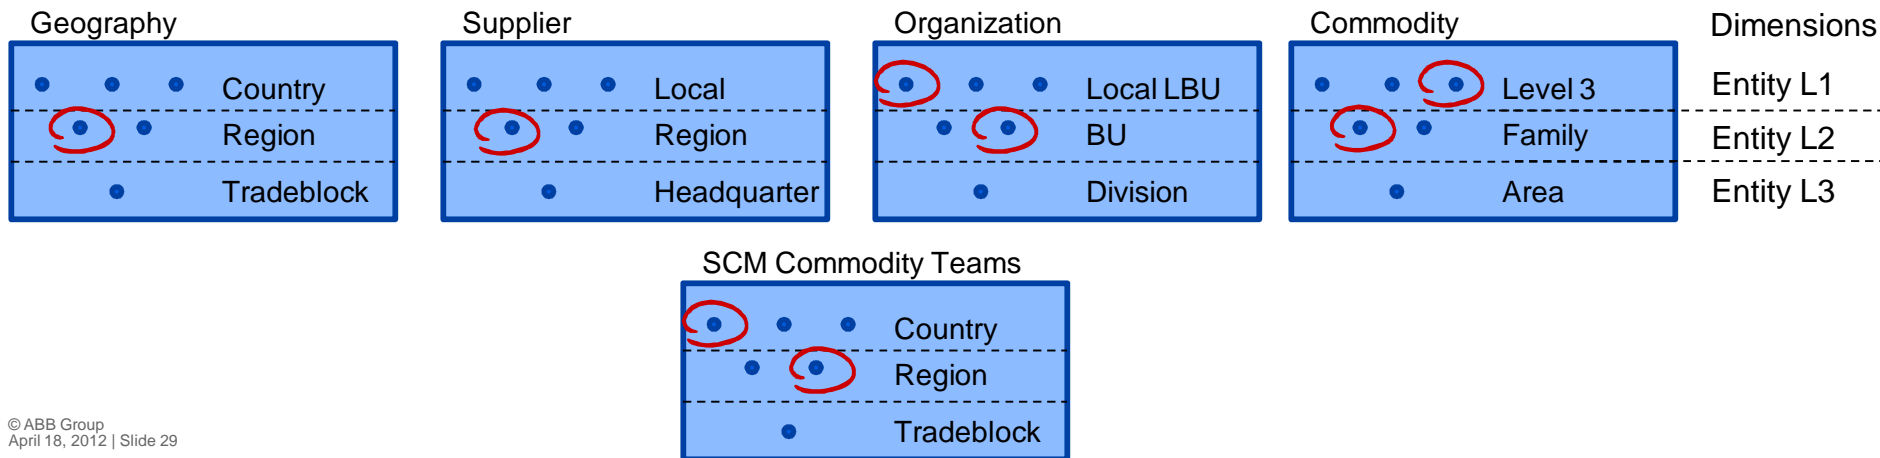 Geography
Supplier
Organization
Commodity
Dimensions
Country
Local
Local LBU
Level 3
Entity L1
Region
Region
BU
Family
Entity L2
Tradeblock
Headquarter
Division
Area
Entity L3
SCM Commodity Teams
Country
Region
Tradeblock
© ABB Group
April 18, 2012 | Slide 29